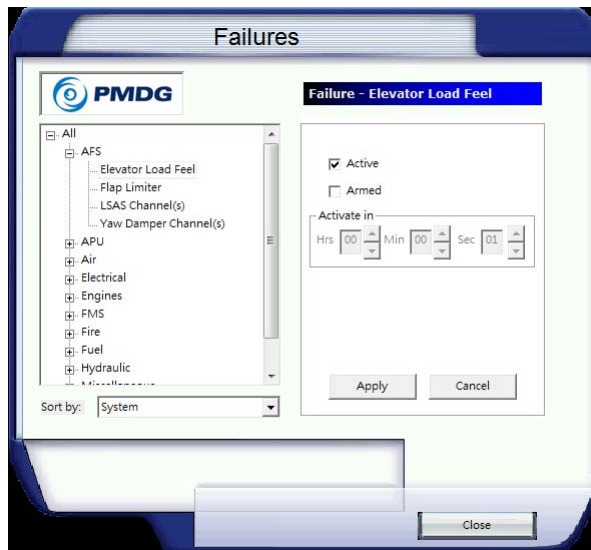 Failures
PMDG
Failure - Elevator Load Feel
All
AFS
Elevator Load Feel
Flap Limiter
LSAS Channel(s)
Yaw Damper Channel(s)
APU
Air
Electrical
Engines
FMS
Fire
Fuel
Hydraulic
Sort by: System
Active
Armed
Activate in
Hrs 00 Min 00 Sec 01
Apply Cancel
Close